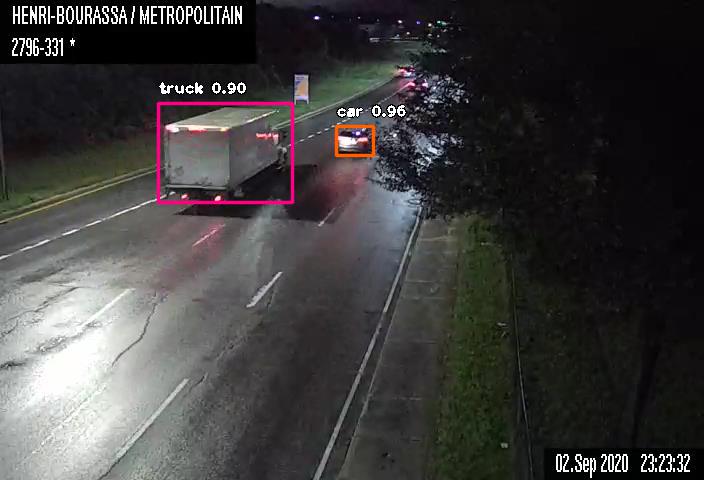 HENRI-BOURASSA / METROPOLITAIN
2796-331 *
truck 0.90
car 0.96
02.Sep 2020 23:23:32